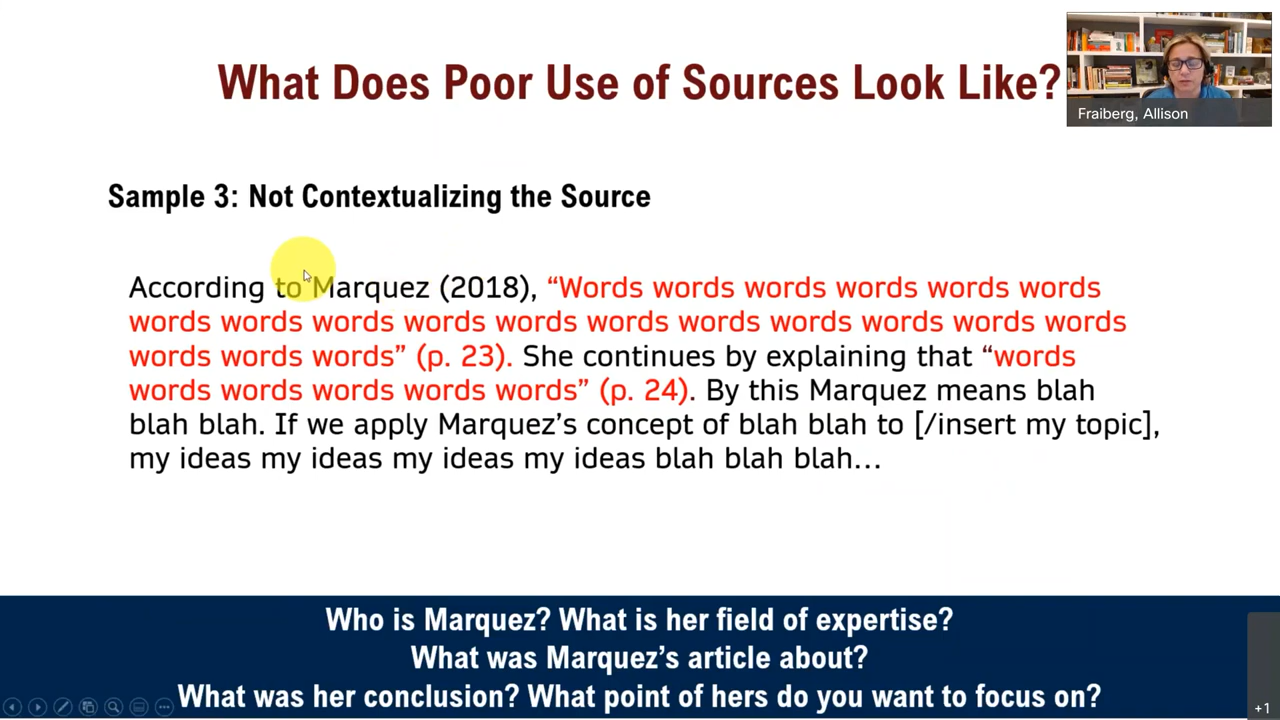 What Does Poor Use of Sources Look Like?
Fraiberg, Allison
Sample 3: Not Contextualizing the Source
According to Marquez (2018), “Words words words words words words
words words words words words words words words words words words
words words words” (p. 23). She continues by explaining that “words
words words words words words” (p. 24). By this Marquez means blah
blah blah. If we apply Marquez’s concept of blah blah to [/insert my topic],
my ideas my ideas my ideas my ideas blah blah blah…
Who is Marquez? What is her field of expertise?
What was Marquez’s article about?
What was her conclusion? What point of hers do you want to focus on?
+1